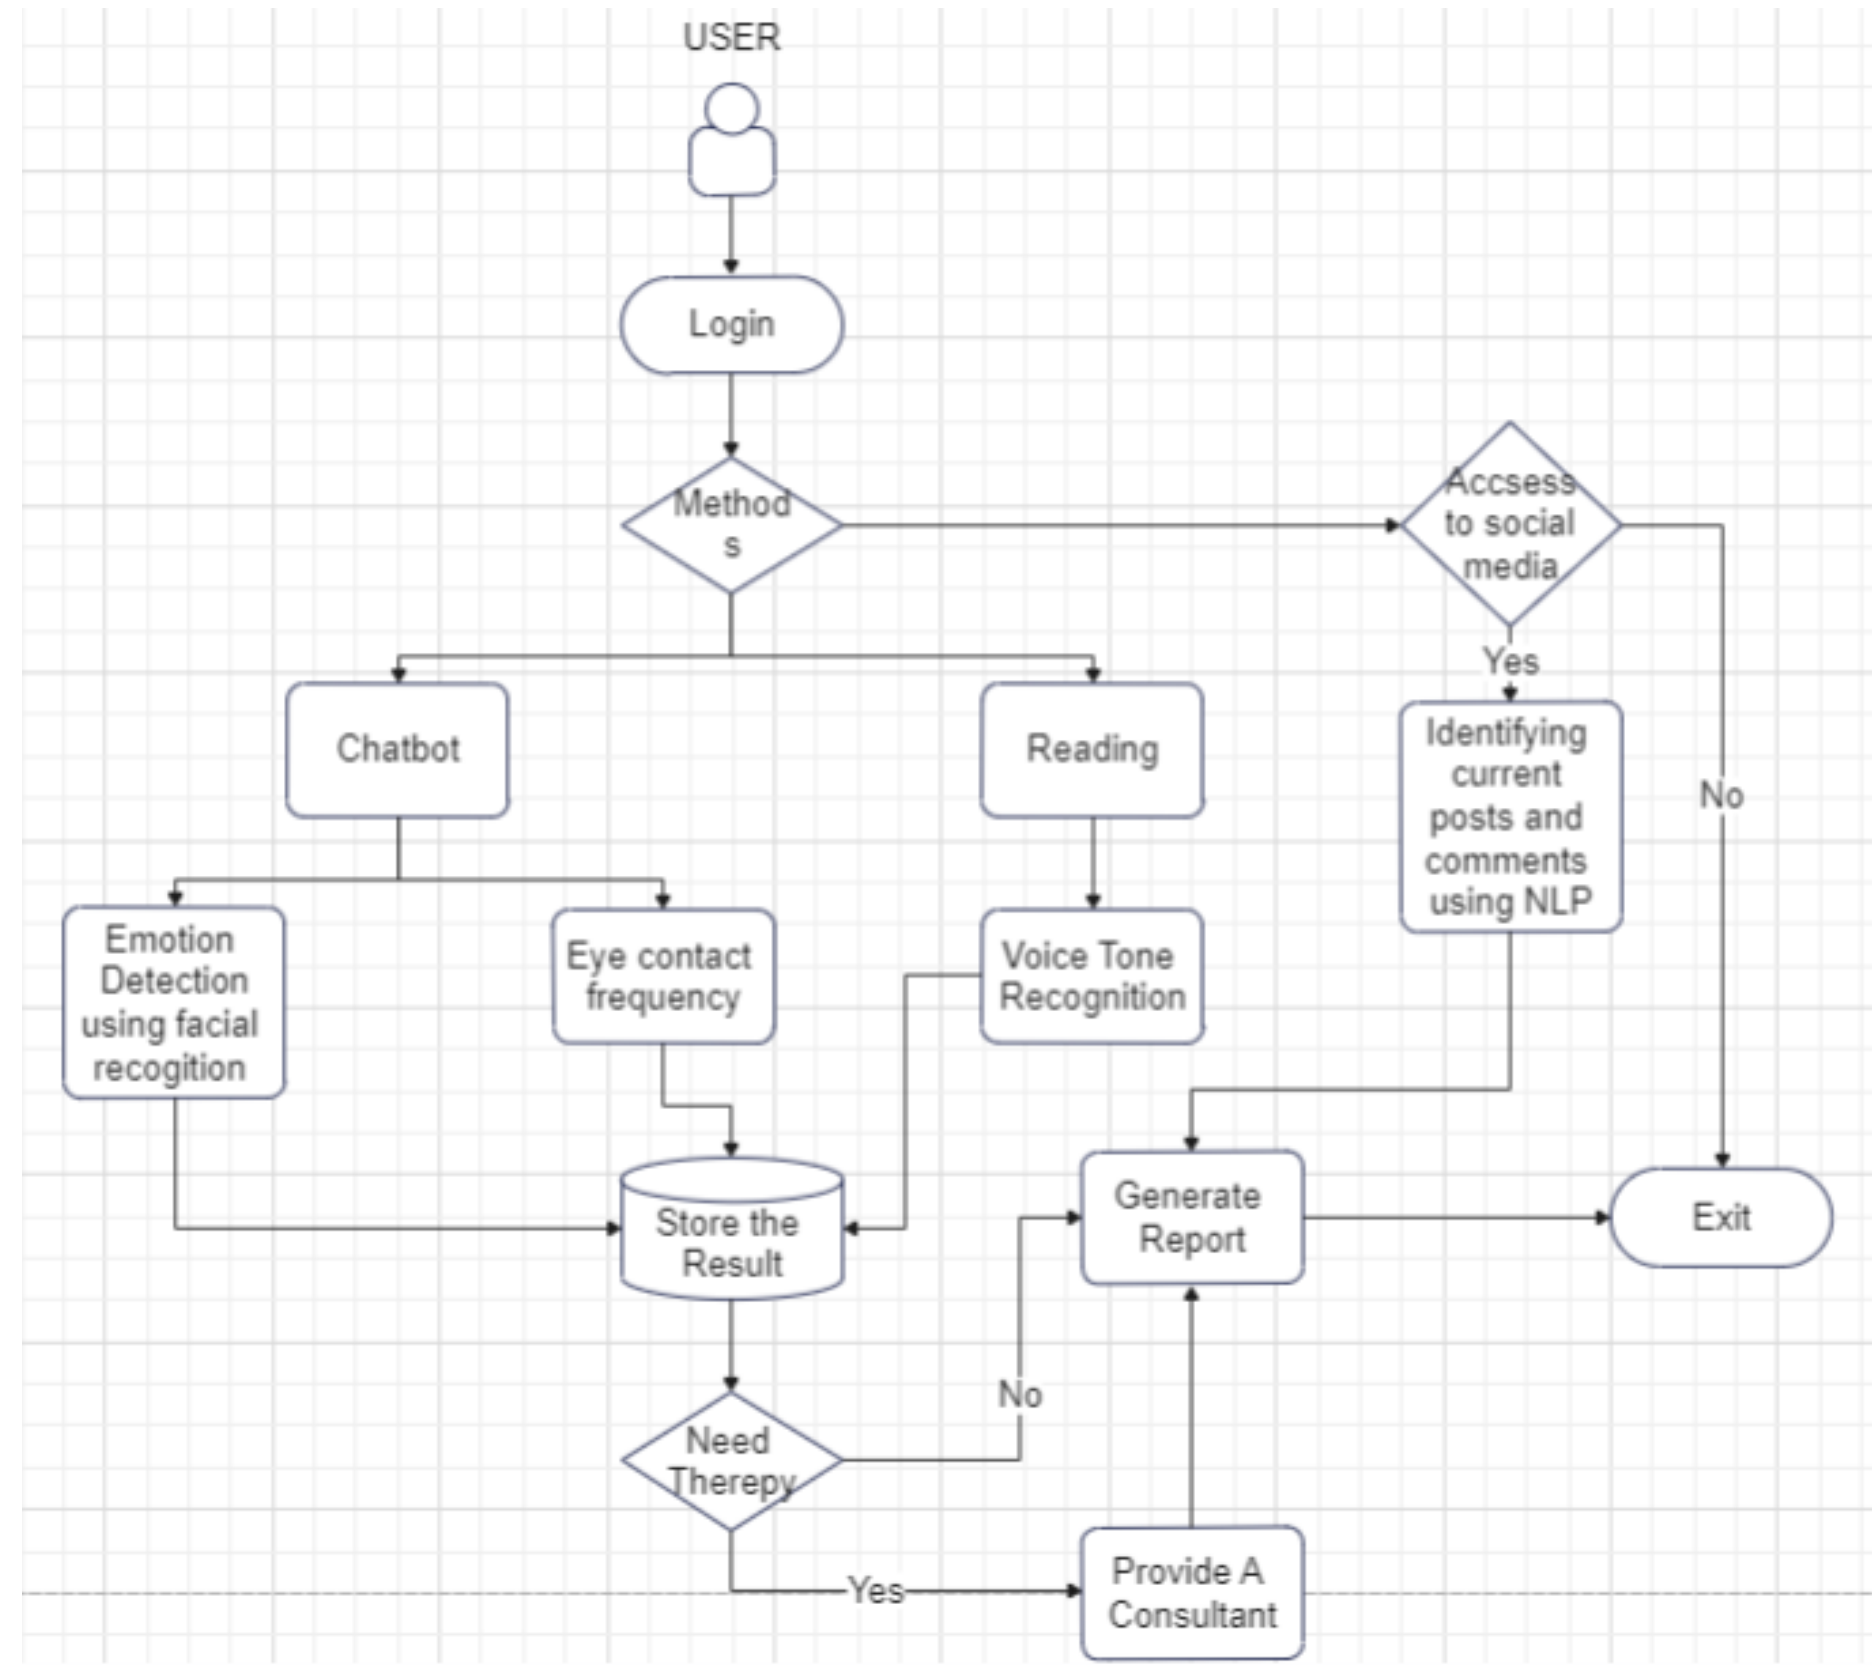 USER
Login
Method
s
Accsess
to social
media
Yes
Chatbot
Reading
Identifying
current
posts and
comments
using NLP
No
Emotion
Detection
using facial
recogition
Eye contact
frequency
Voice Tone
Recognition
Store the
Result
Generate
Report
Exit
No
Need
Therepy
Yes
Provide A
Consultant